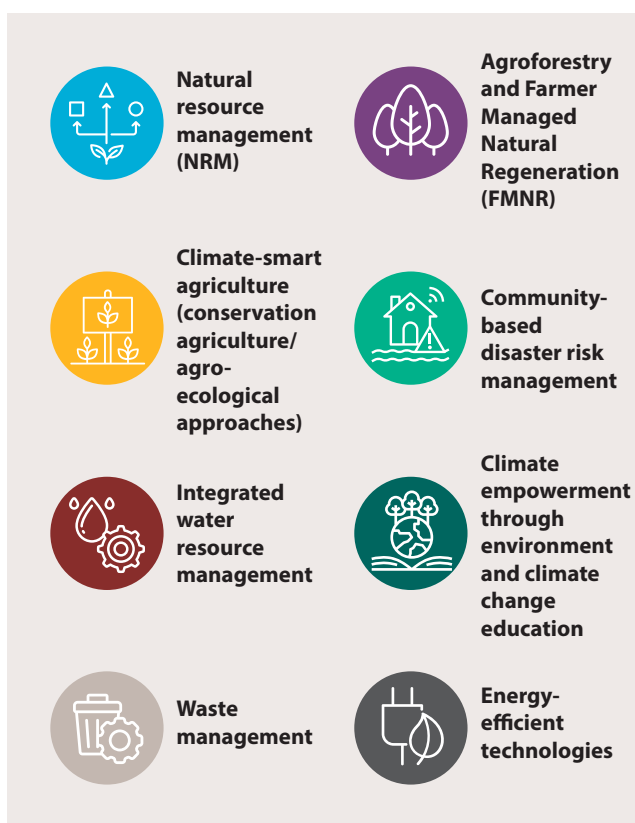 Natural
resource
management
(NRM)
Agroforestry
and Farmer
Managed
Natural
Regeneration
(FMNR)
Climate-smart
agriculture
(conservation
agriculture/
agro-
ecological
approaches)
Community-
based
disaster risk
management
Integrated
water
resource
management
Climate
empowerment
through
environment
and climate
change
education
Waste
management
Energy-
efficient
technologies